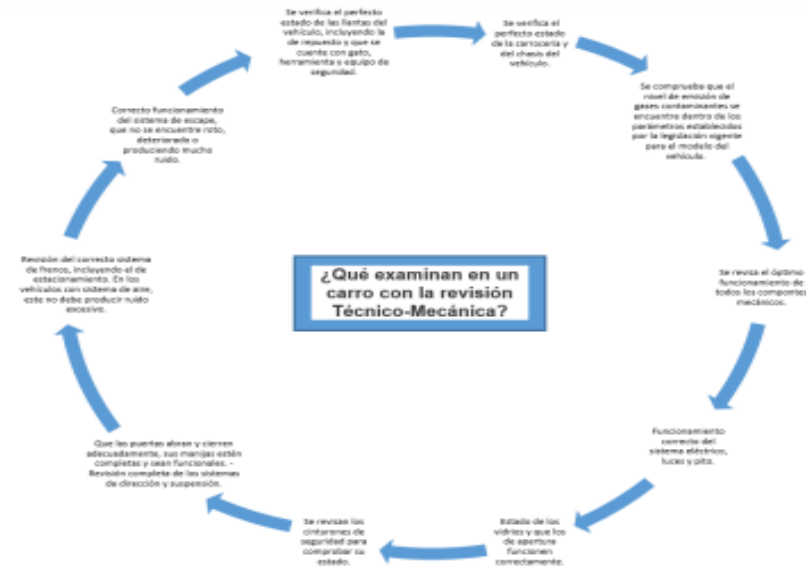 ¿Qué examinan en un
carro con la revisión
Técnico-Mecánica?
Se verifica el perfecto
estado de las llantas del
vehículo, incluyendo la
de repuesto y que se
cuente con gato,
herramienta y equipo de
seguridad.
Se verifica el
perfecto estado
de la carrocería y
del chasis del
vehículo.
Se comprueba que el
nivel de emisión de
gases contaminantes se
encuentre dentro de los
parámetros establecidos
por la legislación vigente
para el modelo del
vehículo.
Se revisa el óptimo
funcionamiento de
todos los
mecánicos.
Funcionamiento
correcto del
sistema eléctrico,
luces y pito.
Estado de los
vidrios y que los
de apertura
funcionen
correctamente.
Se revisan los
cinturones de
seguridad para
comprobar su
estado.
Que las puertas abran y cierren
adecuadamente, sus manijas estén
completas y sean funcionales. -
Revisión completa de los sistemas
de dirección y suspensión.
Revisión del correcto sistema
de frenos, incluyendo el de
estacionamiento. En los
vehículos con sistema de aire,
este no debe producir ruido
excesivo.
Correcto funcionamiento
del sistema de escape,
que no se encuentre roto,
deteriorado o
produciendo mucho
ruido.